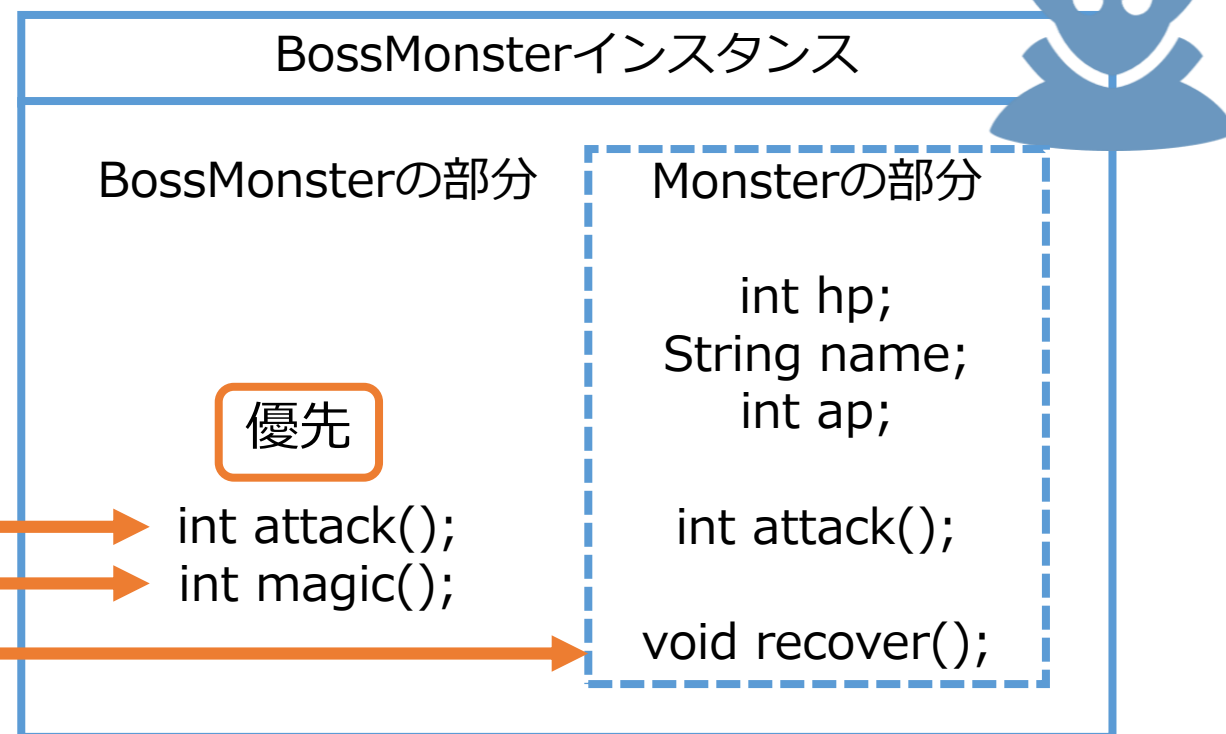 BossMonsterインスタンス
BossMonsterの部分
優先
int attack();
int magic();
Monsterの部分
int hp;
String name;
int ap;
int attack();
void recover();